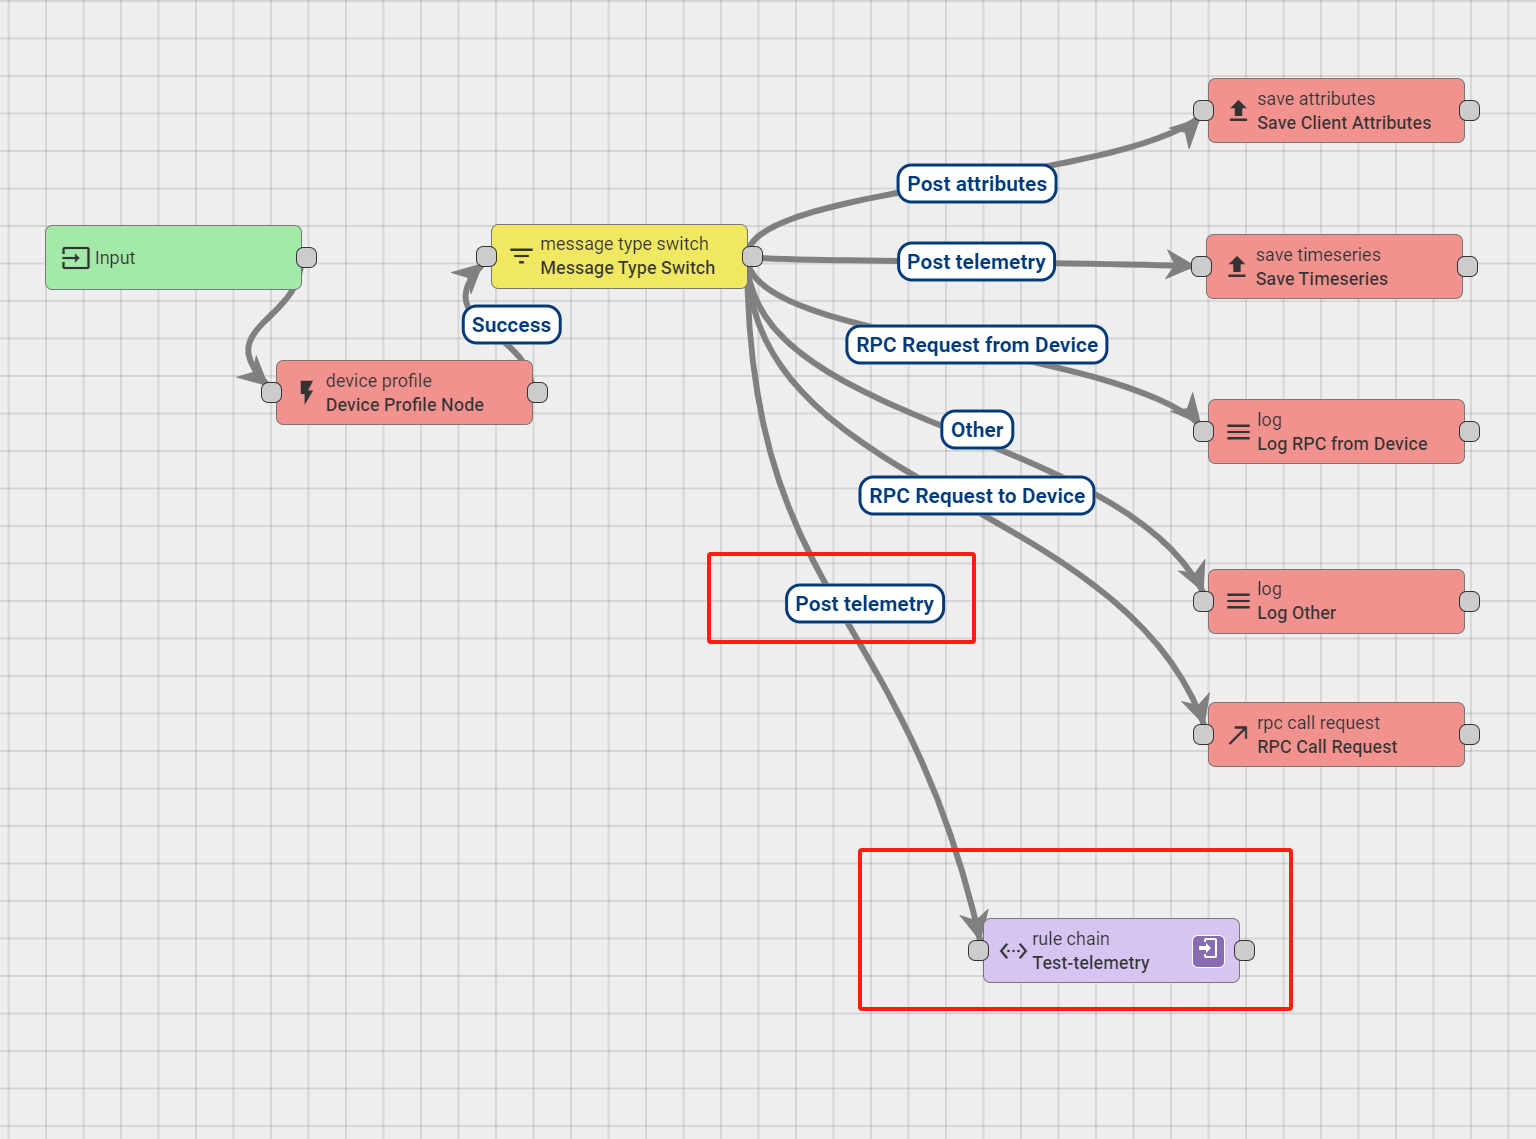 save attributes
Save Client Attributes
Post attributes
Input
message type switch
Message Type Switch
Post telemetry
save timeseries
Save Timeseries
Success
RPC Request from Device
device profile
Device Profile Node
Other
log
Log RPC from Device
RPC Request to Device
Post telemetry
log
Log Other
rpc call request
RPC Call Request
rule chain
Test-telemetry